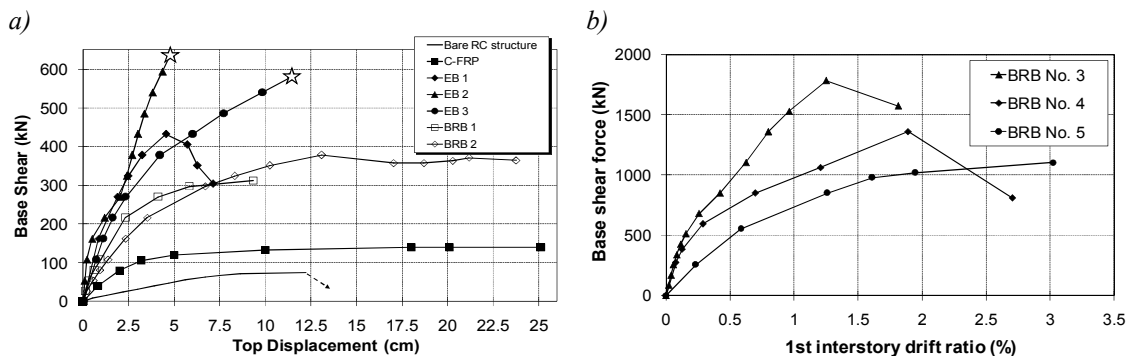 a)
Base Shear (kN)
600
500
400
300
200
100
0
0
2.5
5
7.5
10
12.5
15
17.5
20
22.5
25
Top Displacement (cm)
Bare RC structure
C-FRP
EB 1
EB 2
EB 3
BRB 1
BRB 2
b)
Base shear force (kN)
2000
1500
1000
500
0
0
0.5
1
1.5
2
2.5
3
3.5
1st interstory drift ratio (%)
BRB No. 3
BRB No. 4
BRB No. 5